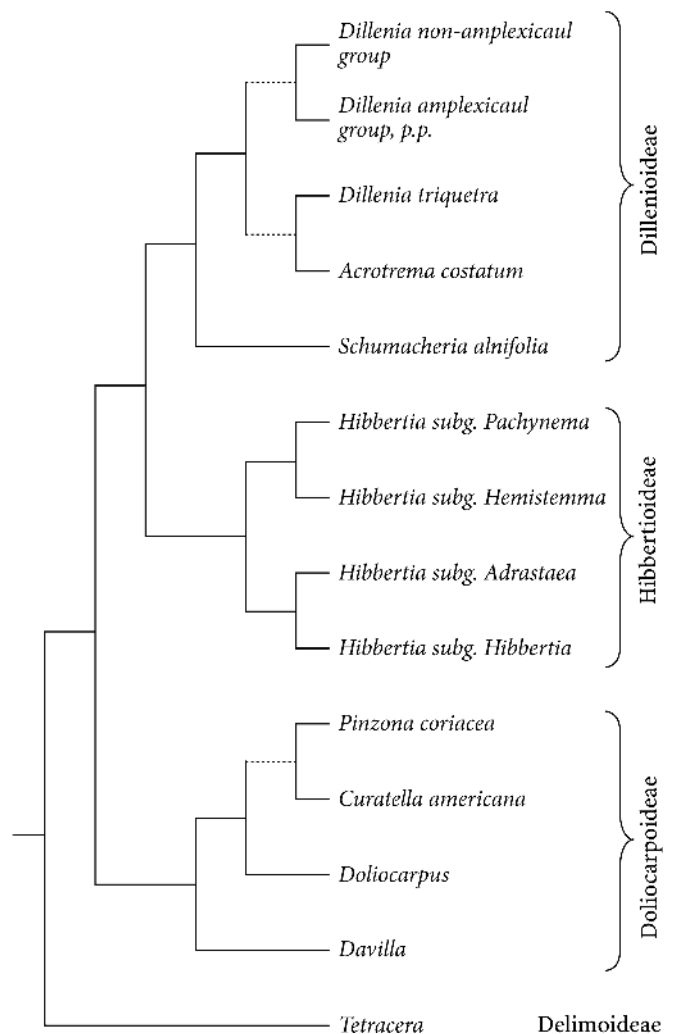 Dillenia non-amplexicaul
group
Dillenia amplexicaul
group, p.p.
Dillenia triquetra
Acrotrema costatum
Schumacheria alnifolia
Dillenioideae
Hibbertia subg. Pachynema
Hibbertia subg. Hemistemma
Hibbertia subg. Adrastaea
Hibbertia subg. Hibbertia
Hibbertioideae
Pinzona coriacea
Curatella americana
Doliocarpus
Davilla
Doliocarpoideae
Tetracera
Delimoideae